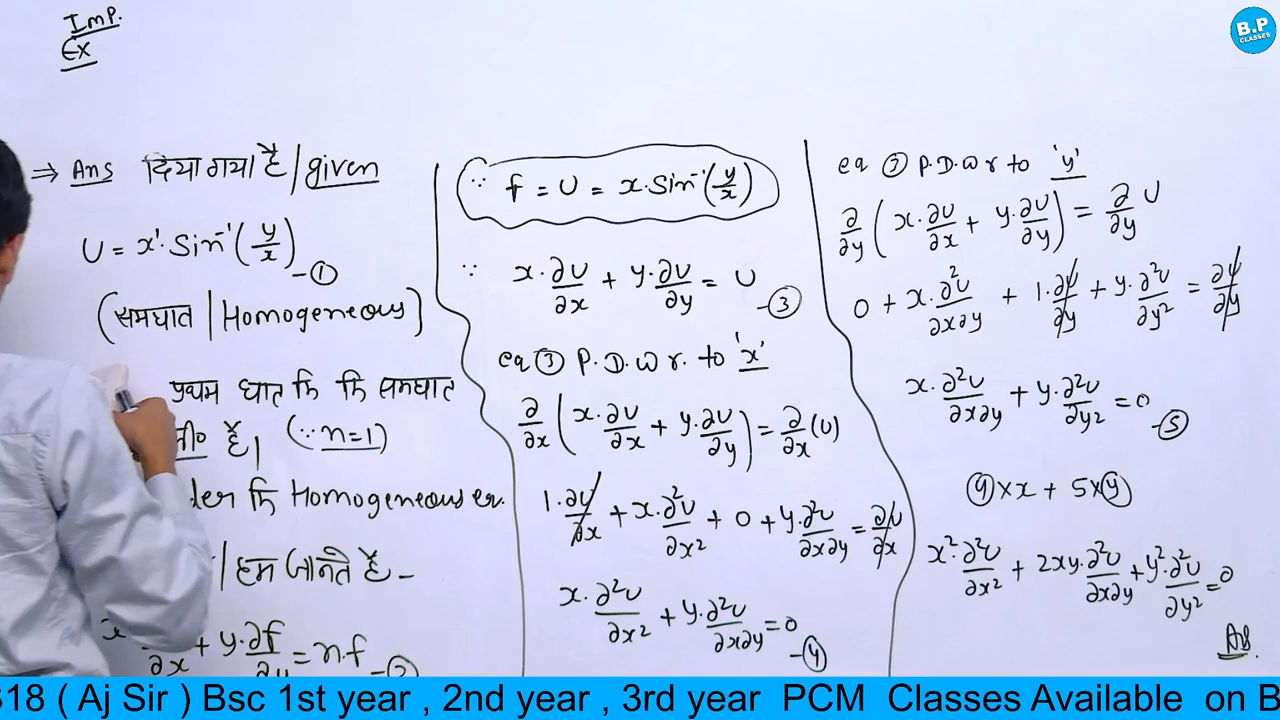 Imp.
Ex
⇒ Ans दिया गया है / given
U = x¹. Sin⁻¹(y/x) -①
(समघात | Homogeneous)
प्रथम घात कि कि समघात
है। (∵ n=1)
der कि Homogeneous er.
/ हम जानते है -
+ y.∂f/∂y = n.f -②
∵ f = U = x. Sin⁻¹(y/x)
∵ x.∂U/∂x + y.∂U/∂y = U -③
eq ③ P.D.W r. to 'x'
∂/∂x (x.∂U/∂x + y.∂U/∂y) = ∂/∂x (U)
1.∂U/∂x + x.∂²U/∂x² + 0 + y.∂²U/∂x∂y = ∂U/∂x
x.∂²U/∂x² + y.∂²U/∂x∂y = 0 -④
eq ③ P.D.W r to 'y'
∂/∂y (x.∂U/∂x + y.∂U/∂y) = ∂/∂y U
0 + x.∂²U/∂x∂y + 1.∂U/∂y + y.∂²U/∂y² = ∂U/∂y
x.∂²U/∂x∂y + y.∂²U/∂y² = 0 -⑤
④ × x + 5 × ⓨ
x².∂²U/∂x² + 2xy.∂²U/∂x∂y + y².∂²U/∂y² = 0
B.P
CLASSES
318 ( Aj Sir ) Bsc 1st year , 2nd year , 3rd year PCM Classes Available on B